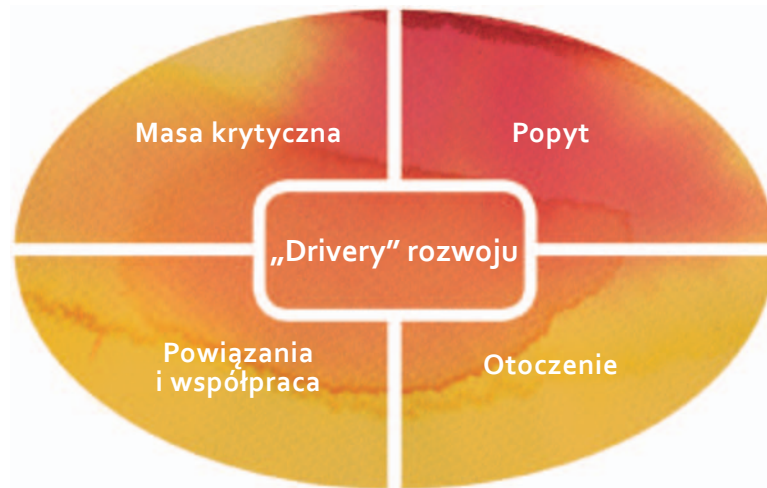 Masa krytyczna
Popyt
„Drivery” rozwoju
Powiązania
i współpraca
Otoczenie